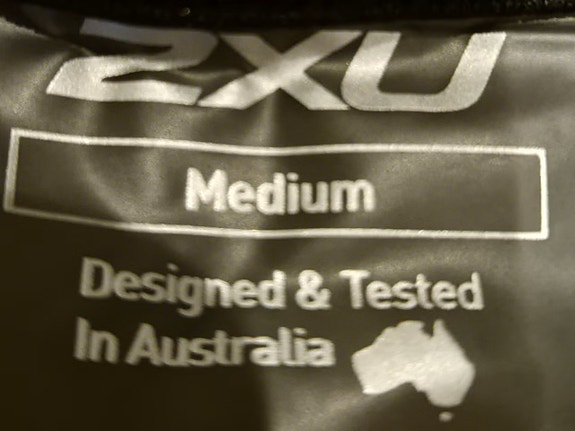 2XU
Medium
Designed & Tested
In Australia